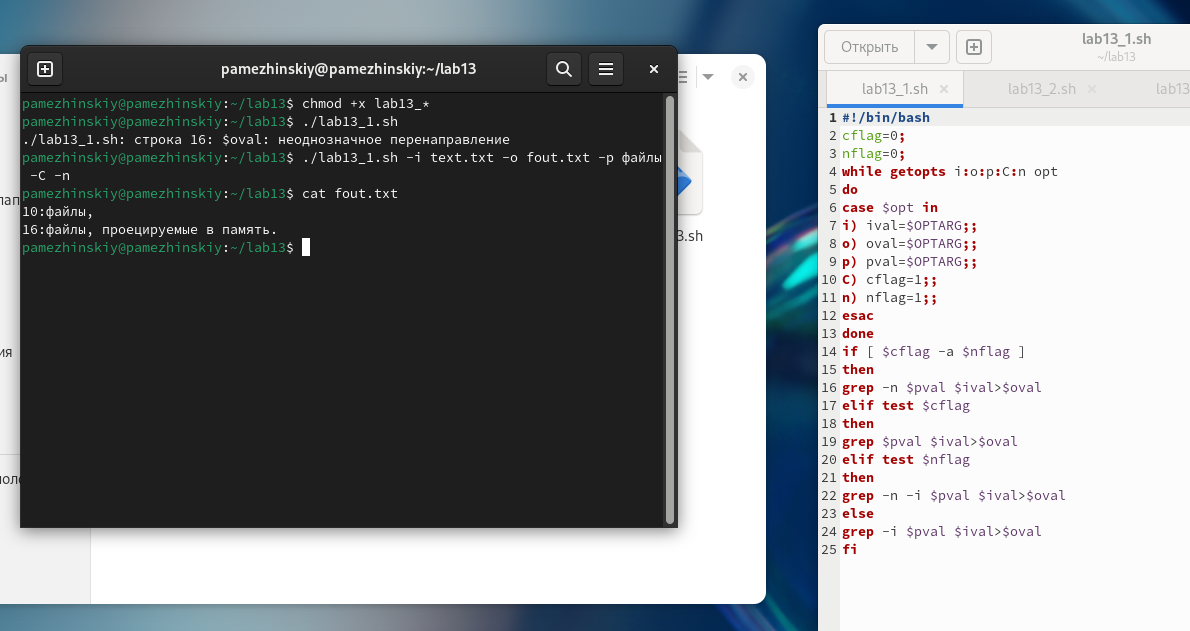 pamezhinskiy@pamezhinskiy:~/lab13
pamezhinskiy@pamezhinskiy:~/lab13$ chmod +x lab13_*
pamezhinskiy@pamezhinskiy:~/lab13$ ./lab13_1.sh
./lab13_1.sh: строка 16: $oval: неоднозначное перенаправление
pamezhinskiy@pamezhinskiy:~/lab13$ ./lab13_1.sh -i text.txt -o fout.txt -p файлы
-C -n
pamezhinskiy@pamezhinskiy:~/lab13$ cat fout.txt
10:файлы,
16:файлы, проецируемые в память.
pamezhinskiy@pamezhinskiy:~/lab13$
3.sh
Открыть
lab13_1.sh
~/lab13
lab13_1.sh
lab13_2.sh
lab13
1 #!/bin/bash
2 cflag=0;
3 nflag=0;
4 while getopts i:o:p:C:n opt
5 do
6 case $opt in
7 i) ival=$OPTARG;;
8 o) oval=$OPTARG;;
9 p) pval=$OPTARG;;
10 C) cflag=1;;
11 n) nflag=1;;
12 esac
13 done
14 if [ $cflag -a $nflag ]
15 then
16 grep -n $pval $ival>$oval
17 elif test $cflag
18 then
19 grep $pval $ival>$oval
20 elif test $nflag
21 then
22 grep -n -i $pval $ival>$oval
23 else
24 grep -i $pval $ival>$oval
25 fi